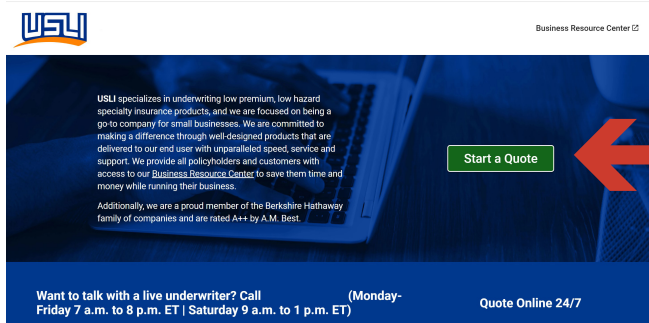 USLI
Business Resource Center
USLI specializes in underwriting low premium, low hazard
specialty insurance products, and we are focused on being a
go-to company for small businesses. We are committed to
making a difference through well-designed products that are
delivered to our end user with unparalleled speed, service and
support. We provide all policyholders and customers with
access to our Business Resource Center to save them time and
money while running their business.
Additionally, we are a proud member of the Berkshire Hathaway
family of companies and are rated A++ by A.M. Best.
Start a Quote
Want to talk with a live underwriter? Call (Monday-
Friday 7 a.m. to 8 p.m. ET | Saturday 9 a.m. to 1 p.m. ET)
Quote Online 24/7